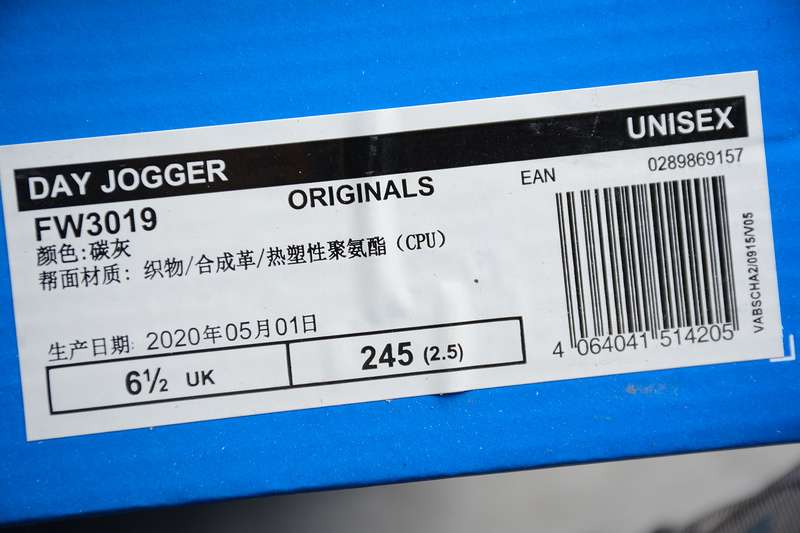 DAY JOGGER
UNISEX
FW3019
ORIGINALS
EAN
0289869157
颜色:碳灰
帮面材质: 织物/合成革/热塑性聚氨酯（CPU）
生产日期: 2020年05月01日
6½ UK
245 (2.5)
4 064041 514205
VABSCHA2/0915/V05